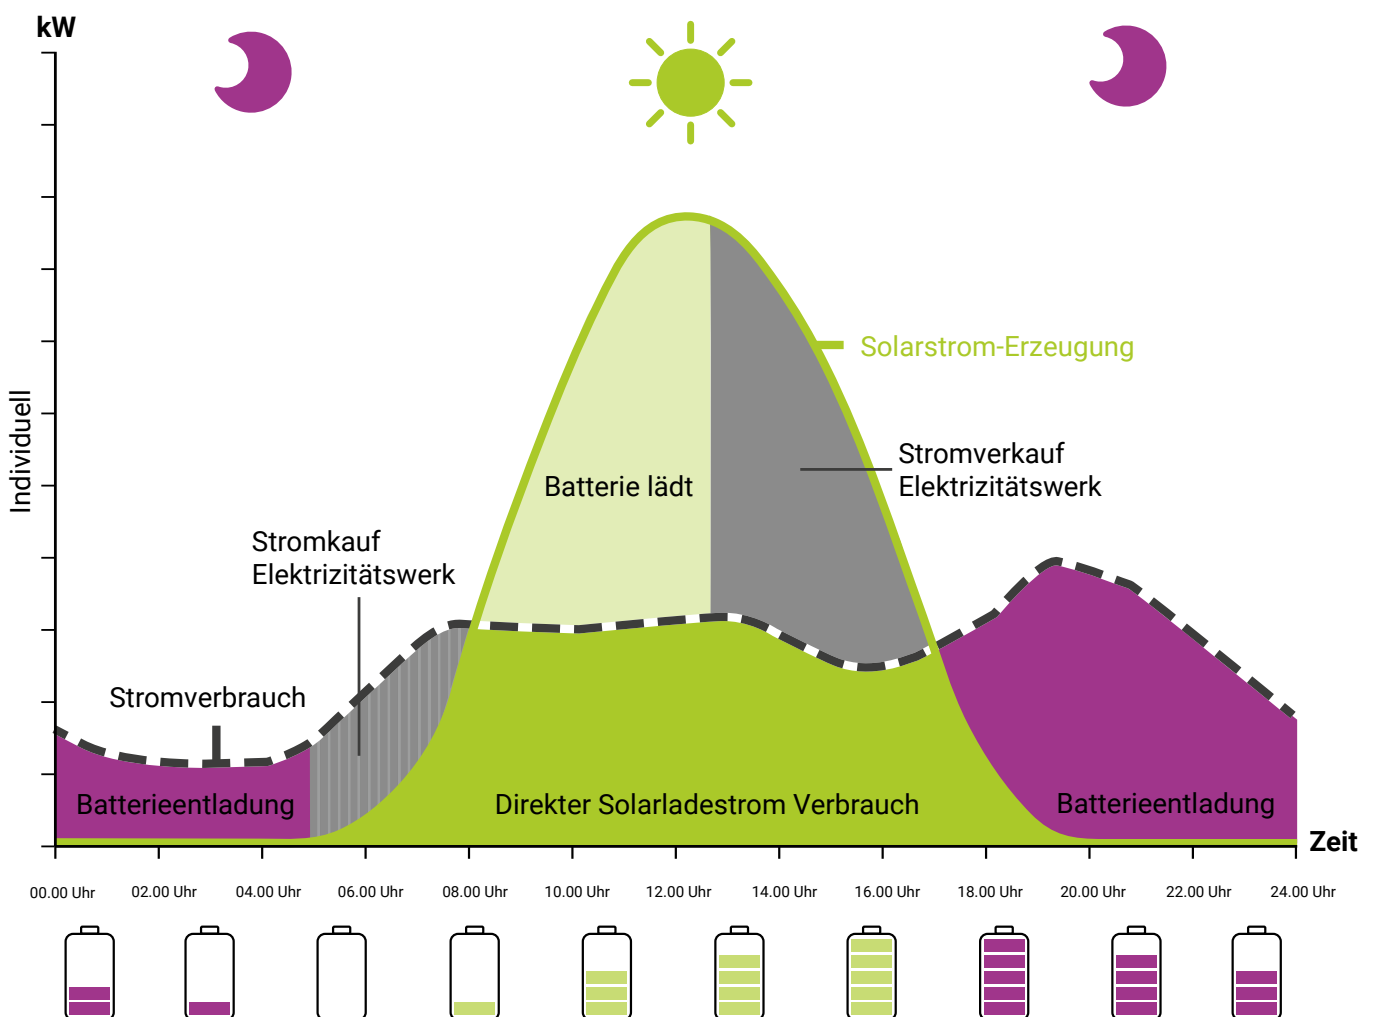 kW
Individuell
Solarstrom-Erzeugung
Stromverkauf
Elektrizitätswerk
Batterie lädt
Stromkauf
Elektrizitätswerk
Stromverbrauch
Batterieentladung
Direkter Solarladestrom Verbrauch
Batterieentladung
Zeit
00.00 Uhr
02.00 Uhr
04.00 Uhr
06.00 Uhr
08.00 Uhr
10.00 Uhr
12.00 Uhr
14.00 Uhr
16.00 Uhr
18.00 Uhr
20.00 Uhr
22.00 Uhr
24.00 Uhr